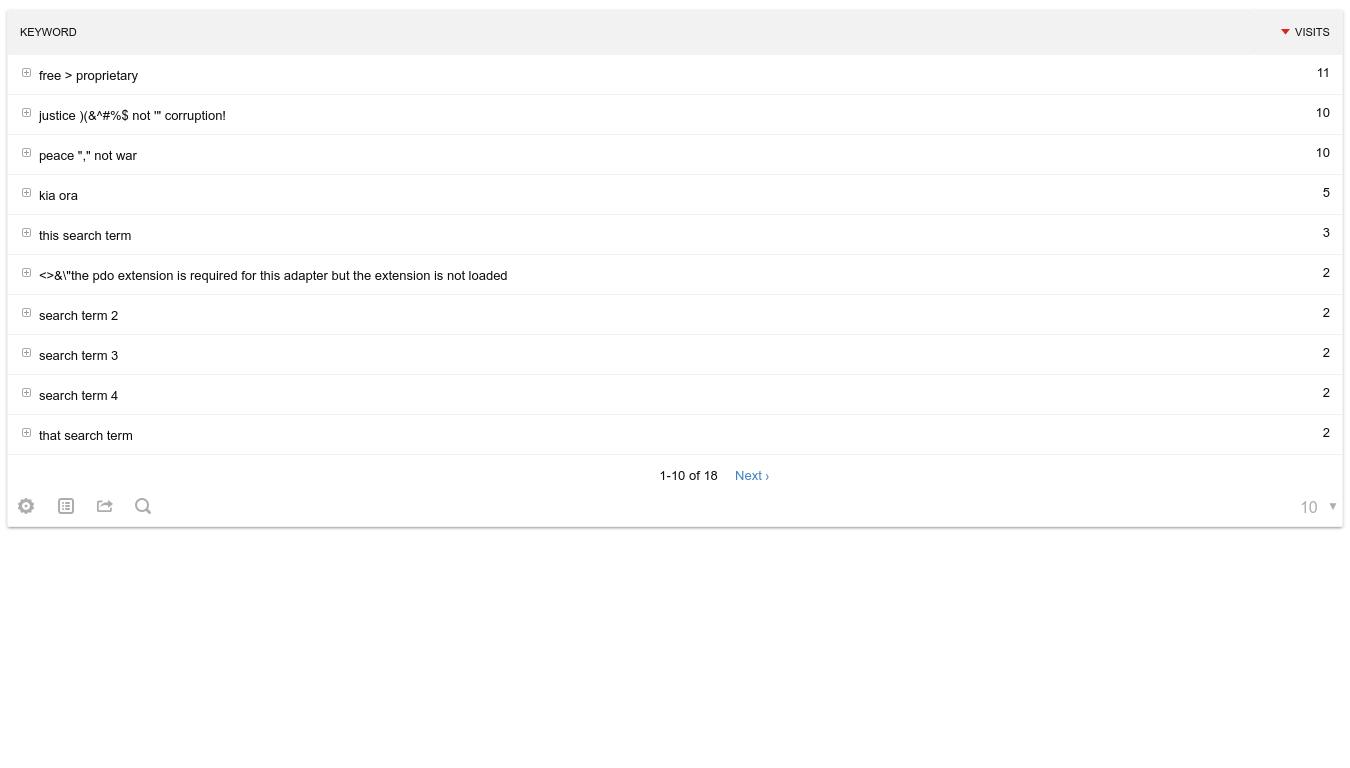 KEYWORD VISITS
free > proprietary 11
justice )(&^#%$ not '" corruption! 10
peace "," not war 10
kia ora 5
this search term 3
<>&\"the pdo extension is required for this adapter but the extension is not loaded 2
search term 2 2
search term 3 2
search term 4 2
that search term 2
1-10 of 18 Next ›
10